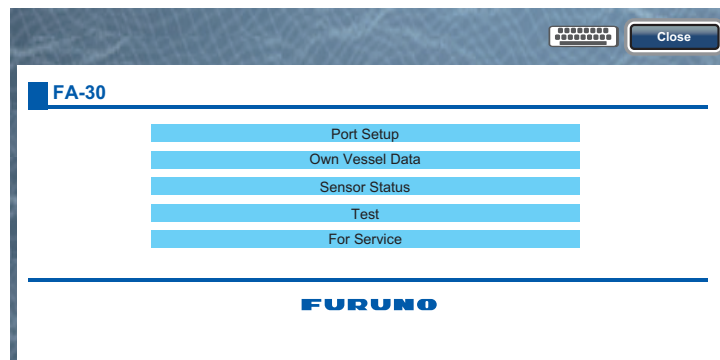 Close
FA-30
Port Setup
Own Vessel Data
Sensor Status
Test
For Service
FURUNO